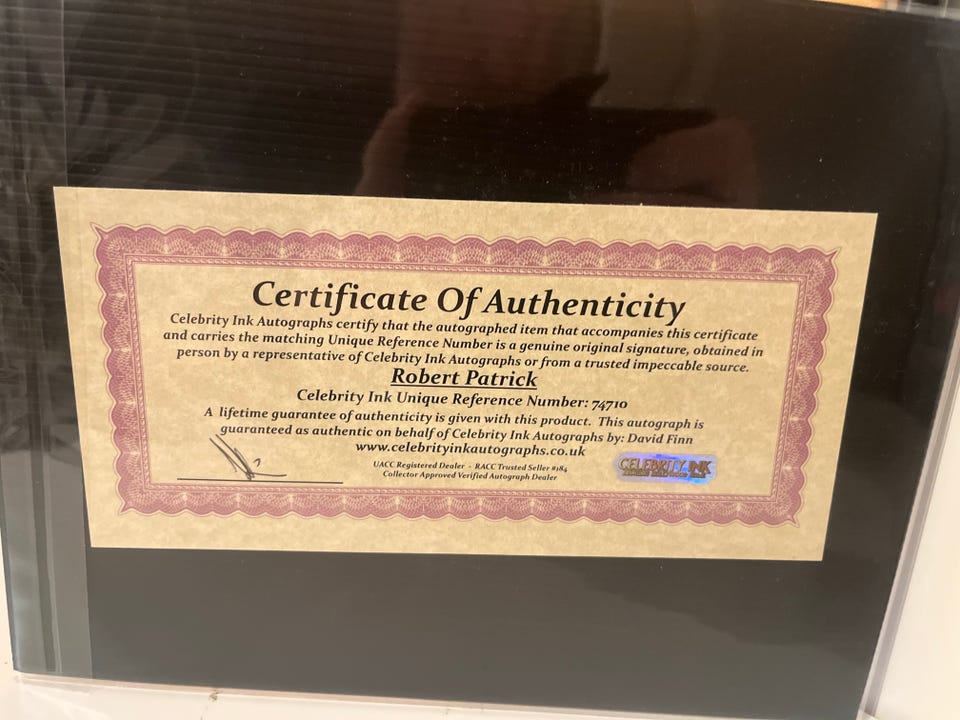 Certificate Of Authenticity
Celebrity Ink Autographs certify that the autographed item that accompanies this certificate
and carries the matching Unique Reference Number is a genuine original signature, obtained in
person by a representative of Celebrity Ink Autographs or from a trusted impeccable source.
Robert Patrick
Celebrity Ink Unique Reference Number: 74710
A lifetime guarantee of authenticity is given with this product. This autograph is
guaranteed as authentic on behalf of Celebrity Ink Autographs by: David Finn
www.celebrityinkautographs.co.uk
UACC Registered Dealer - RACC Trusted Seller #184
Collector Approved Verified Autograph Dealer
CELEBRITY INK